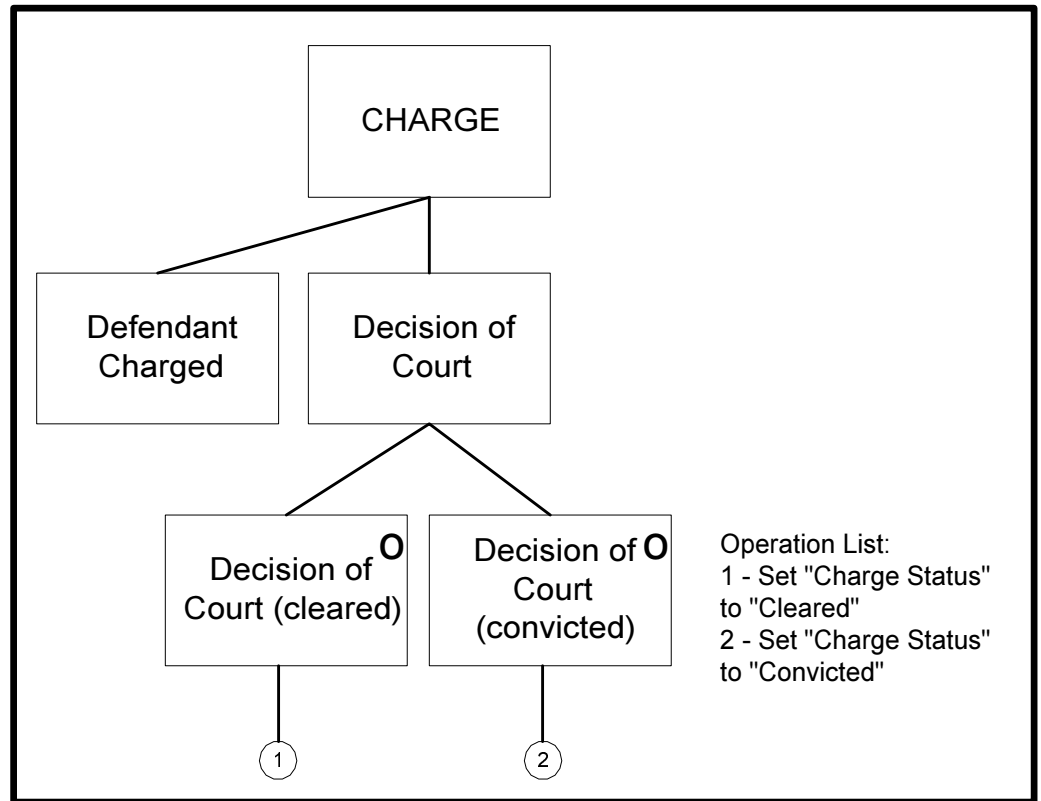 CHARGE
Defendant
Charged
Decision of
Court
Decision of
Court (cleared)
O
Decision of
Court
(convicted)
O
Operation List:
1 - Set "Charge Status"
to "Cleared"
2 - Set "Charge Status"
to "Convicted"
1
2